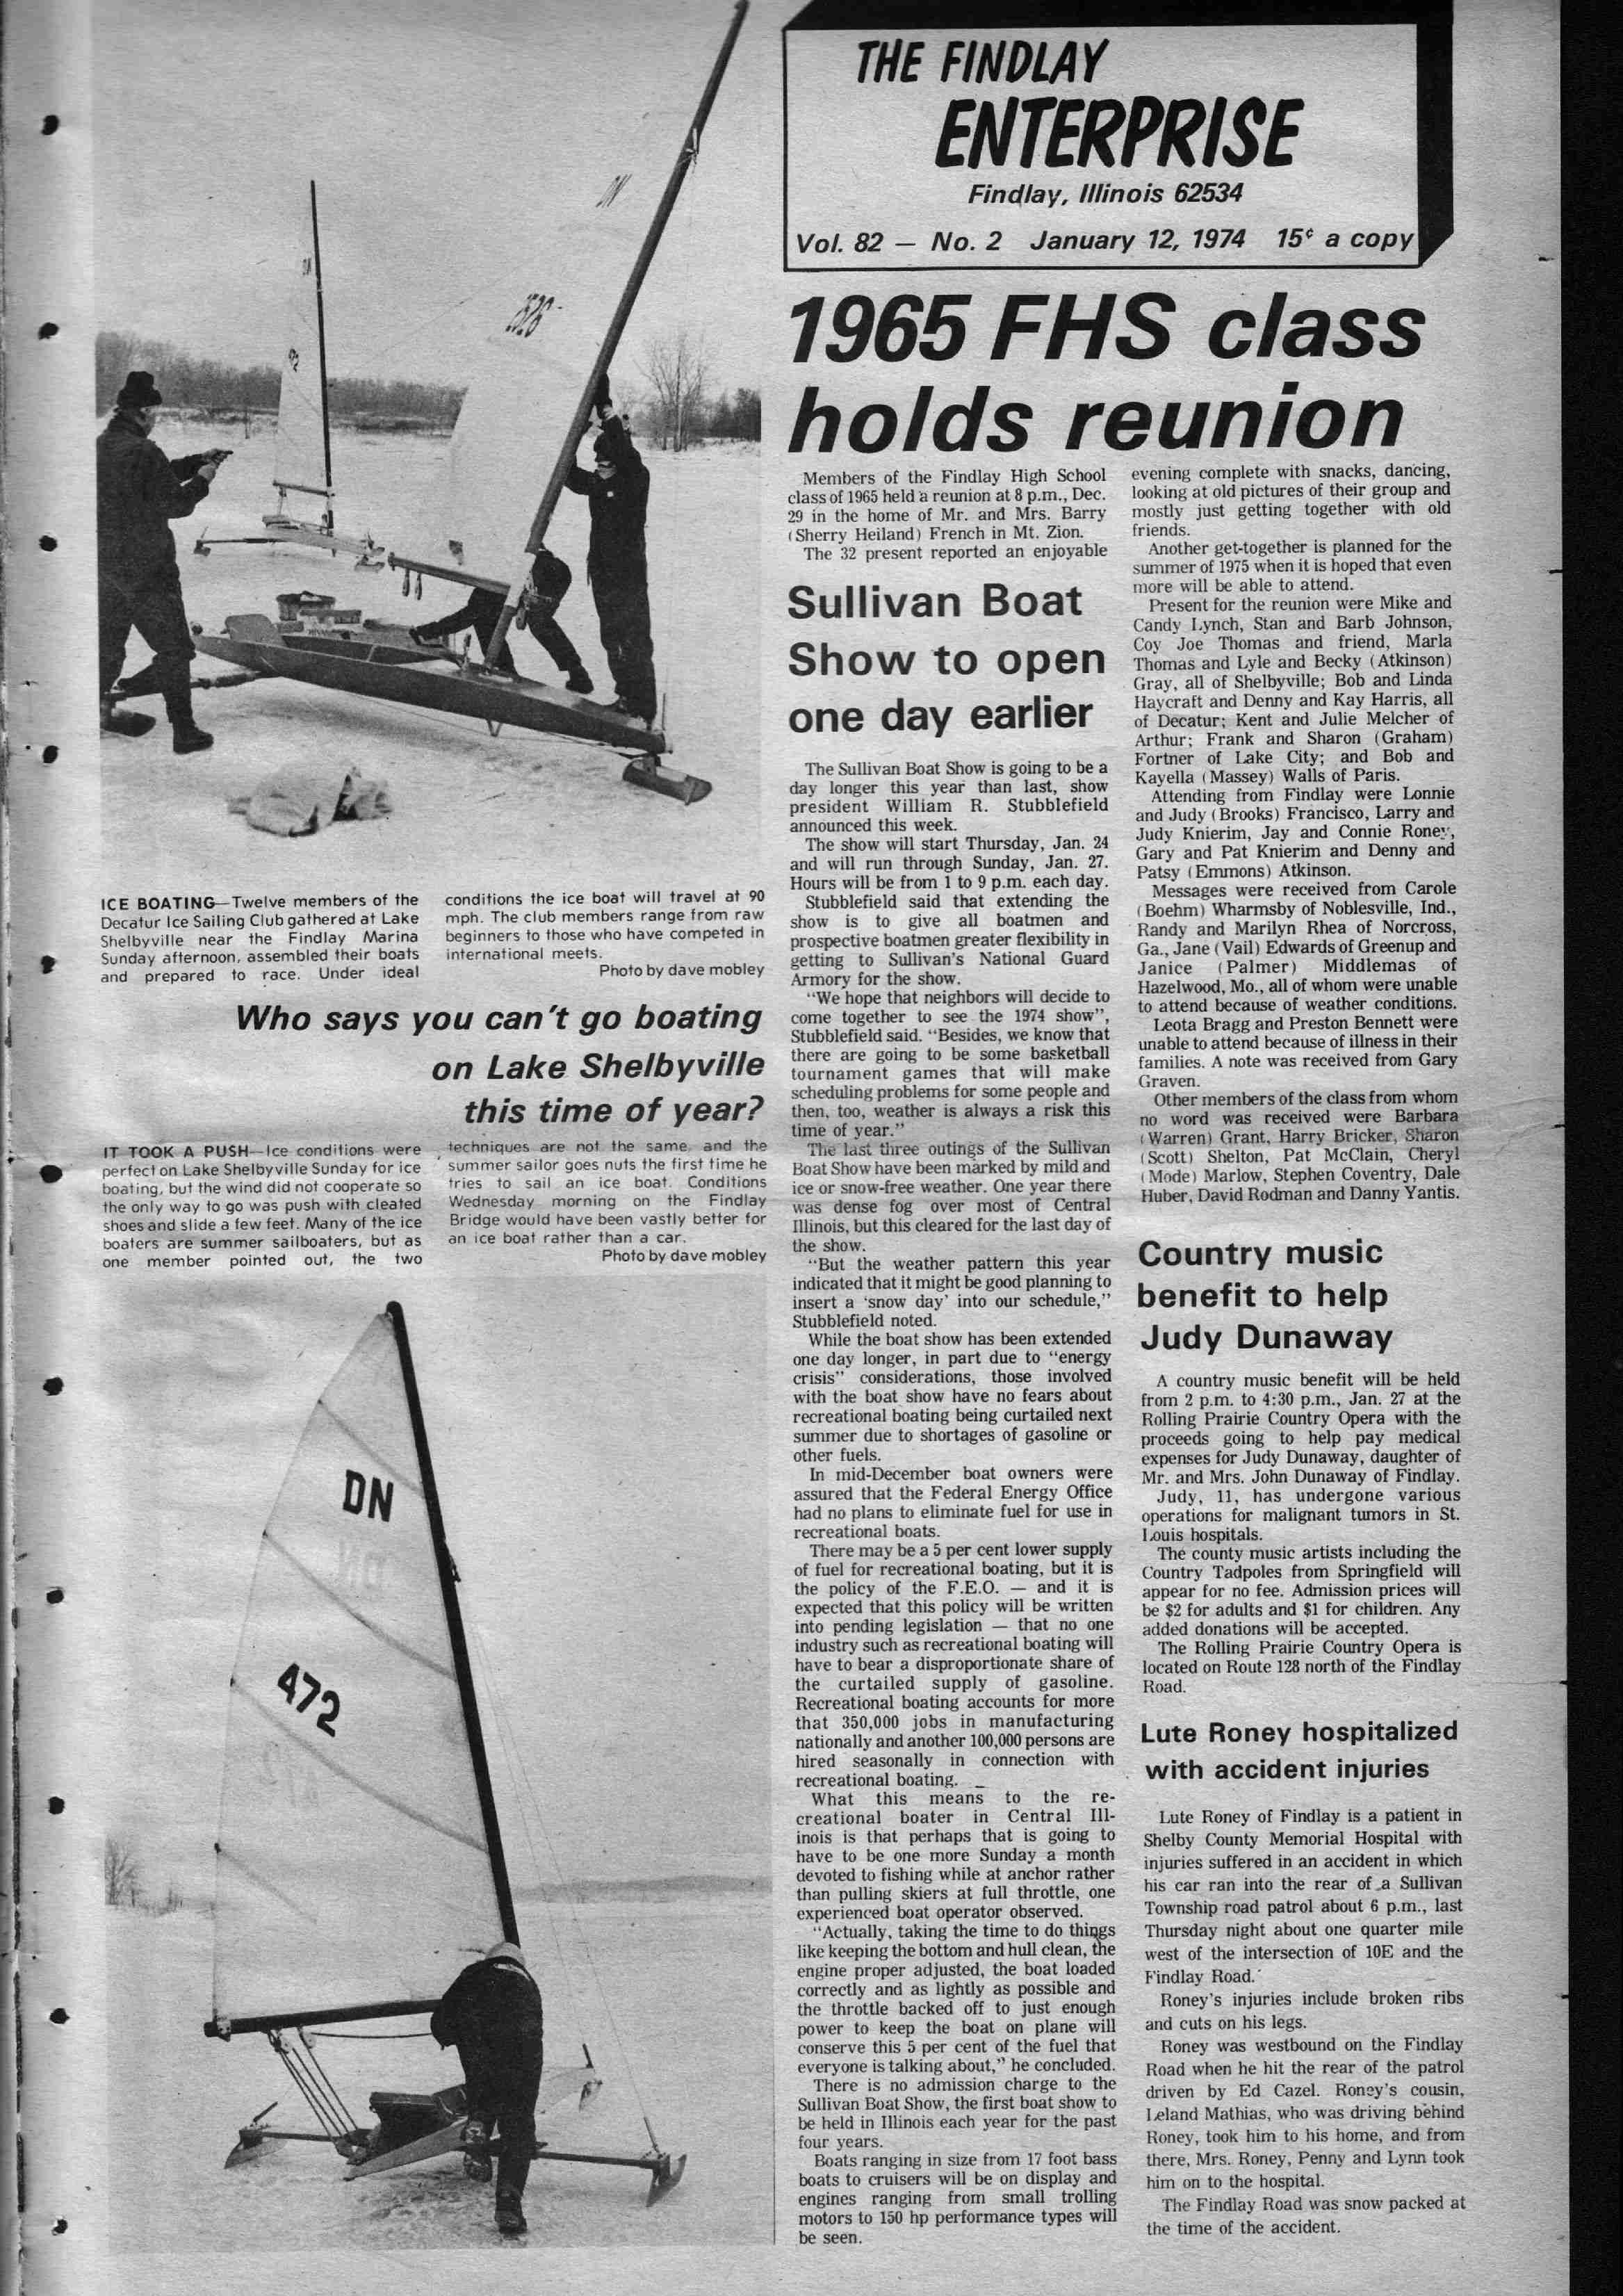 THE FINDLAY
ENTERPRISE
Findlay, Illinois 62534
Vol. 82 — No. 2 January 12, 1974 15¢ a copy
DN
2526
DN
472
ICE BOATING—Twelve members of the
Decatur Ice Sailing Club gathered at Lake
Shelbyville near the Findlay Marina
Sunday afternoon, assembled their boats
and prepared to race. Under ideal
conditions the ice boat will travel at 90
mph. The club members range from raw
beginners to those who have competed in
international meets.
Photo by dave mobley
Who says you can't go boating
on Lake Shelbyville
this time of year?
IT TOOK A PUSH—Ice conditions were
perfect on Lake Shelbyville Sunday for ice
boating, but the wind did not cooperate so
the only way to go was push with cleated
shoes and slide a few feet. Many of the ice
boaters are summer sailboaters, but as
one member pointed out, the two
techniques are not the same, and the
summer sailor goes nuts the first time he
tries to sail an ice boat. Conditions
Wednesday morning on the Findlay
Bridge would have been vastly better for
an ice boat rather than a car.
Photo by dave mobley
DN
472
1965 FHS class
holds reunion
Members of the Findlay High School
class of 1965 held a reunion at 8 p.m., Dec.
29 in the home of Mr. and Mrs. Barry
(Sherry Heiland) French in Mt. Zion.
The 32 present reported an enjoyable
evening complete with snacks, dancing,
looking at old pictures of their group and
mostly just getting together with old
friends.
Another get-together is planned for the
summer of 1975 when it is hoped that even
more will be able to attend.
Present for the reunion were Mike and
Candy Lynch, Stan and Barb Johnson,
Coy Joe Thomas and friend, Marla
Thomas and Lyle and Becky (Atkinson)
Gray, all of Shelbyville; Bob and Linda
Haycraft and Denny and Kay Harris, all
of Decatur; Kent and Julie Melcher of
Arthur; Frank and Sharon (Graham)
Fortner of Lake City; and Bob and
Kayella (Massey) Walls of Paris.
Attending from Findlay were Lonnie
and Judy (Brooks) Francisco, Larry and
Judy Knierim, Jay and Connie Roney,
Gary and Pat Knierim and Denny and
Patsy (Emmons) Atkinson.
Messages were received from Carole
(Boehm) Wharmsby of Noblesville, Ind.,
Randy and Marilyn Rhea of Norcross,
Ga., Jane (Vail) Edwards of Greenup and
Janice (Palmer) Middlemas of
Hazelwood, Mo., all of whom were unable
to attend because of weather conditions.
Leota Bragg and Preston Bennett were
unable to attend because of illness in their
families. A note was received from Gary
Graven.
Other members of the class from whom
no word was received were Barbara
(Warren) Grant, Harry Bricker, Sharon
(Scott) Shelton, Pat McClain, Cheryl
(Mode) Marlow, Stephen Coventry, Dale
Huber, David Rodman and Danny Yantis.
Sullivan Boat
Show to open
one day earlier
The Sullivan Boat Show is going to be a
day longer this year than last, show
president William R. Stubblefield
announced this week.
The show will start Thursday, Jan. 24
and will run through Sunday, Jan. 27.
Hours will be from 1 to 9 p.m. each day.
Stubblefield said that extending the
show is to give all boatmen and
prospective boatmen greater flexibility in
getting to Sullivan's National Guard
Armory for the show.
"We hope that neighbors will decide to
come together to see the 1974 show",
Stubblefield said. "Besides, we know that
there are going to be some basketball
tournament games that will make
scheduling problems for some people and
then, too, weather is always a risk this
time of year."
The last three outings of the Sullivan
Boat Show have been marked by mild and
ice or snow-free weather. One year there
was dense fog over most of Central
Illinois, but this cleared for the last day of
the show.
"But the weather pattern this year
indicated that it might be good planning to
insert a 'snow day' into our schedule,"
Stubblefield noted.
While the boat show has been extended
one day longer, in part due to "energy
crisis" considerations, those involved
with the boat show have no fears about
recreational boating being curtailed next
summer due to shortages of gasoline or
other fuels.
In mid-December boat owners were
assured that the Federal Energy Office
had no plans to eliminate fuel for use in
recreational boats.
There may be a 5 per cent lower supply
of fuel for recreational boating, but it is
the policy of the F.E.O. — and it is
expected that this policy will be written
into pending legislation — that no one
industry such as recreational boating will
have to bear a disproportionate share of
the curtailed supply of gasoline.
Recreational boating accounts for more
that 350,000 jobs in manufacturing
nationally and another 100,000 persons are
hired seasonally in connection with
recreational boating.
What this means to the re-
creational boater in Central Ill-
inois is that perhaps that is going to
have to be one more Sunday a month
devoted to fishing while at anchor rather
than pulling skiers at full throttle, one
experienced boat operator observed.
"Actually, taking the time to do things
like keeping the bottom and hull clean, the
engine proper adjusted, the boat loaded
correctly and as lightly as possible and
the throttle backed off to just enough
power to keep the boat on plane will
conserve this 5 per cent of the fuel that
everyone is talking about," he concluded.
There is no admission charge to the
Sullivan Boat Show, the first boat show to
be held in Illinois each year for the past
four years.
Boats ranging in size from 17 foot bass
boats to cruisers will be on display and
engines ranging from small trolling
motors to 150 hp performance types will
be seen.
Country music
benefit to help
Judy Dunaway
A country music benefit will be held
from 2 p.m. to 4:30 p.m., Jan. 27 at the
Rolling Prairie Country Opera with the
proceeds going to help pay medical
expenses for Judy Dunaway, daughter of
Mr. and Mrs. John Dunaway of Findlay.
Judy, 11, has undergone various
operations for malignant tumors in St.
Louis hospitals.
The county music artists including the
Country Tadpoles from Springfield will
appear for no fee. Admission prices will
be $2 for adults and $1 for children. Any
added donations will be accepted.
The Rolling Prairie Country Opera is
located on Route 128 north of the Findlay
Road.
Lute Roney hospitalized
with accident injuries
Lute Roney of Findlay is a patient in
Shelby County Memorial Hospital with
injuries suffered in an accident in which
his car ran into the rear of a Sullivan
Township road patrol about 6 p.m., last
Thursday night about one quarter mile
west of the intersection of 10E and the
Findlay Road.
Roney's injuries include broken ribs
and cuts on his legs.
Roney was westbound on the Findlay
Road when he hit the rear of the patrol
driven by Ed Cazel. Roney's cousin,
Leland Mathias, who was driving behind
Roney, took him to his home, and from
there, Mrs. Roney, Penny and Lynn took
him on to the hospital.
The Findlay Road was snow packed at
the time of the accident.